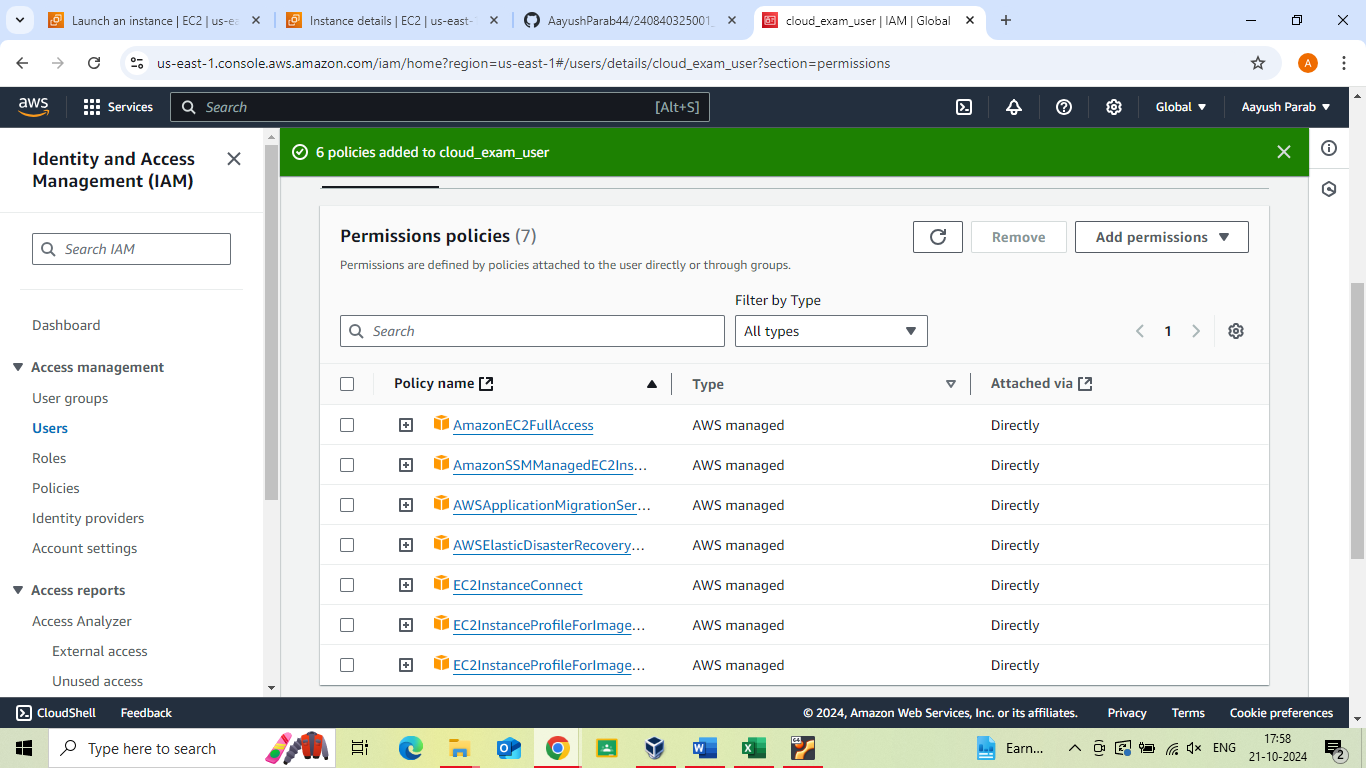 Launch an instance | EC2 | us-ea
Instance details | EC2 | us-east-1
AayushParab44/240840325001_
cloud_exam_user | IAM | Global
us-east-1.console.aws.amazon.com/iam/home?region=us-east-1#/users/details/cloud_exam_user?section=permissions
A
aws
Services
Search
[Alt+S]
Global
Aayush Parab
Identity and Access
Management (IAM)
6 policies added to cloud_exam_user
Search IAM
Dashboard
Access management
User groups
Users
Roles
Policies
Identity providers
Account settings
Access reports
Access Analyzer
External access
Unused access
Permissions policies (7)
Remove
Add permissions
Permissions are defined by policies attached to the user directly or through groups.
Filter by Type
Search
All types
1
Policy name Type Attached via
AmazonEC2FullAccess AWS managed Directly
AmazonSSMManagedEC2Ins... AWS managed Directly
AWSApplicationMigrationSer... AWS managed Directly
AWSElasticDisasterRecovery... AWS managed Directly
EC2InstanceConnect AWS managed Directly
EC2InstanceProfileForImage... AWS managed Directly
EC2InstanceProfileForImage... AWS managed Directly
CloudShell Feedback © 2024, Amazon Web Services, Inc. or its affiliates. Privacy Terms Cookie preferences
Type here to search
Earn...
ENG
17:58
21-10-2024
2